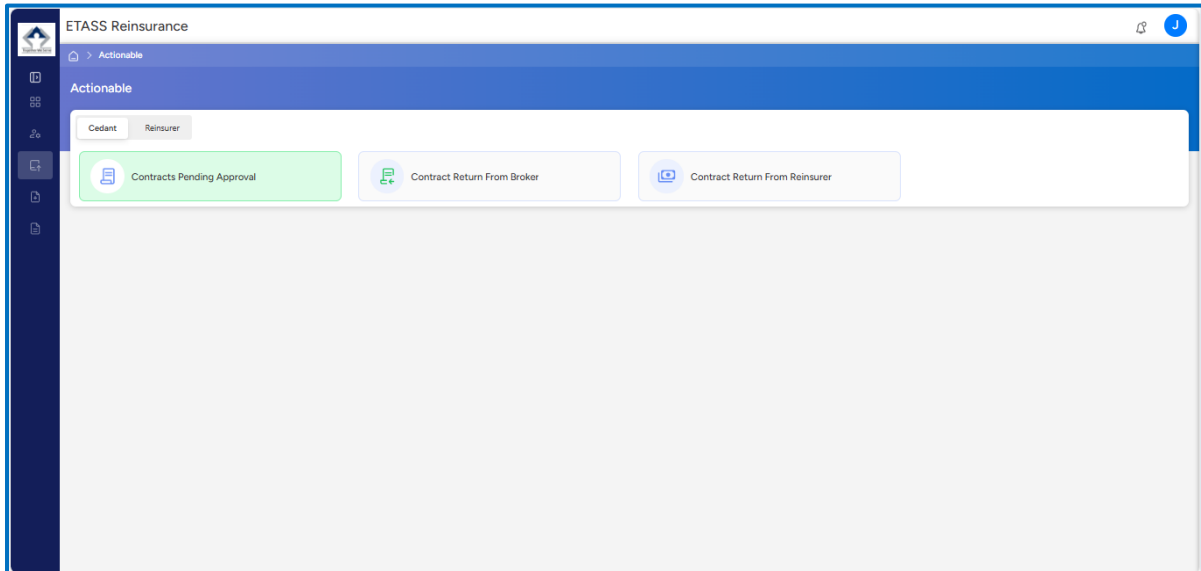 ETASS Reinsurance
J
> Actionable
Actionable
Cedant Reinsurer
Contracts Pending Approval Contract Return From Broker Contract Return From Reinsurer